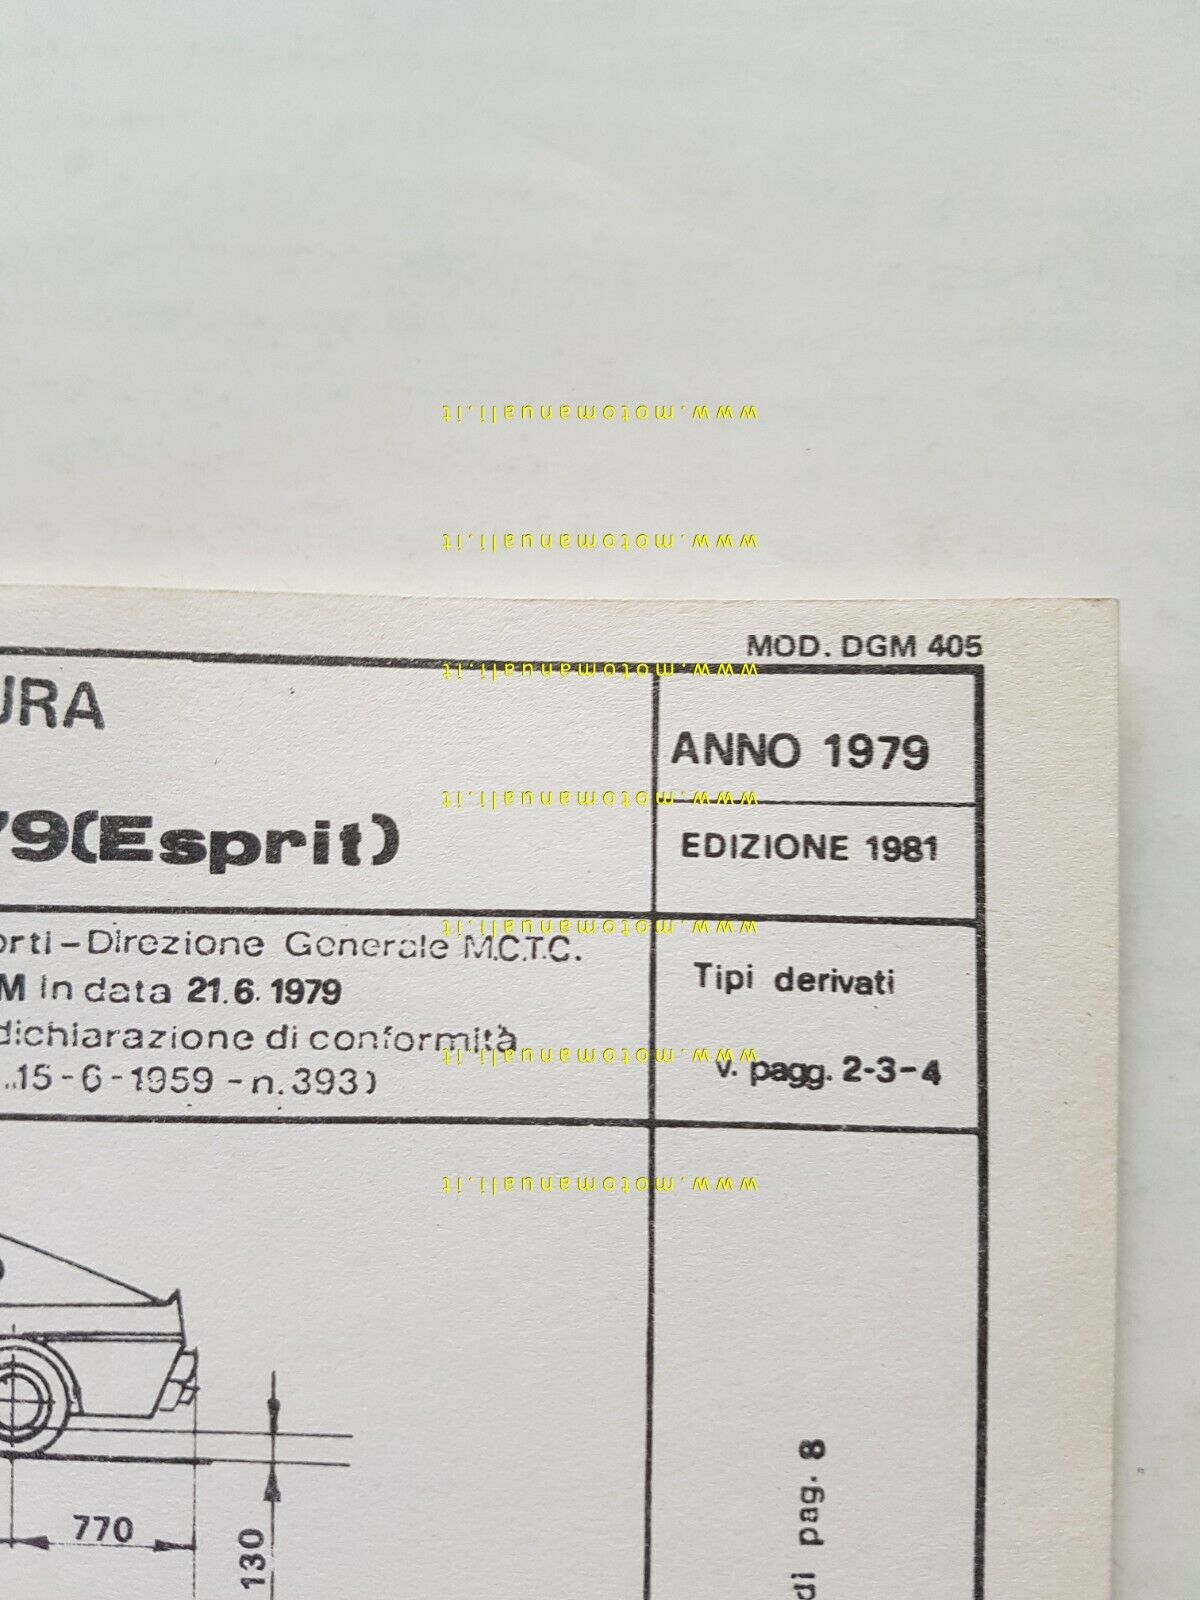 www.motomanuali.it
www.motomanuali.it
MOD. DGM 405
www.motomanuali.it
URA
ANNO 1979
www.motomanuali.it
79(Esprit)
EDIZIONE 1981
www.motomanuali.it
orti – Direzione Generale M.C.T.C.
M in data 21.6.1979
Tipi derivati
dichiarazione di conformità
www.motomanuali.it
..15-6-1959 - n.393)
v. pagg. 2-3-4
www.motomanuali.it
770
130
di pag. 8